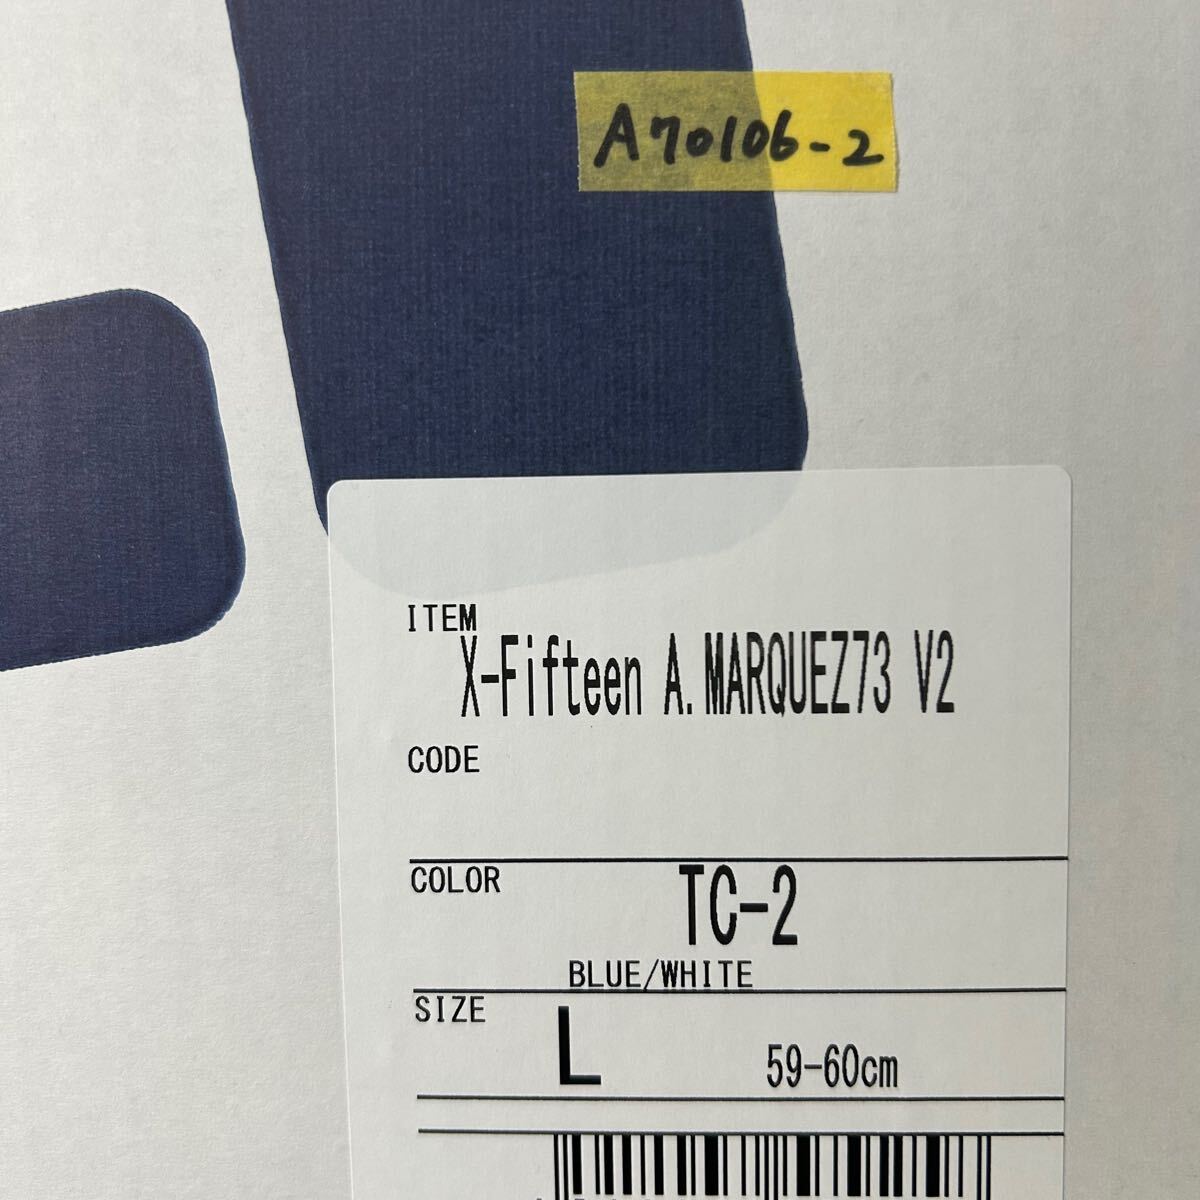 A70106-2
ITEM
X-Fifteen A.MARQUEZ73 V2
CODE
COLOR
TC-2
BLUE/WHITE
SIZE
L 59-60cm